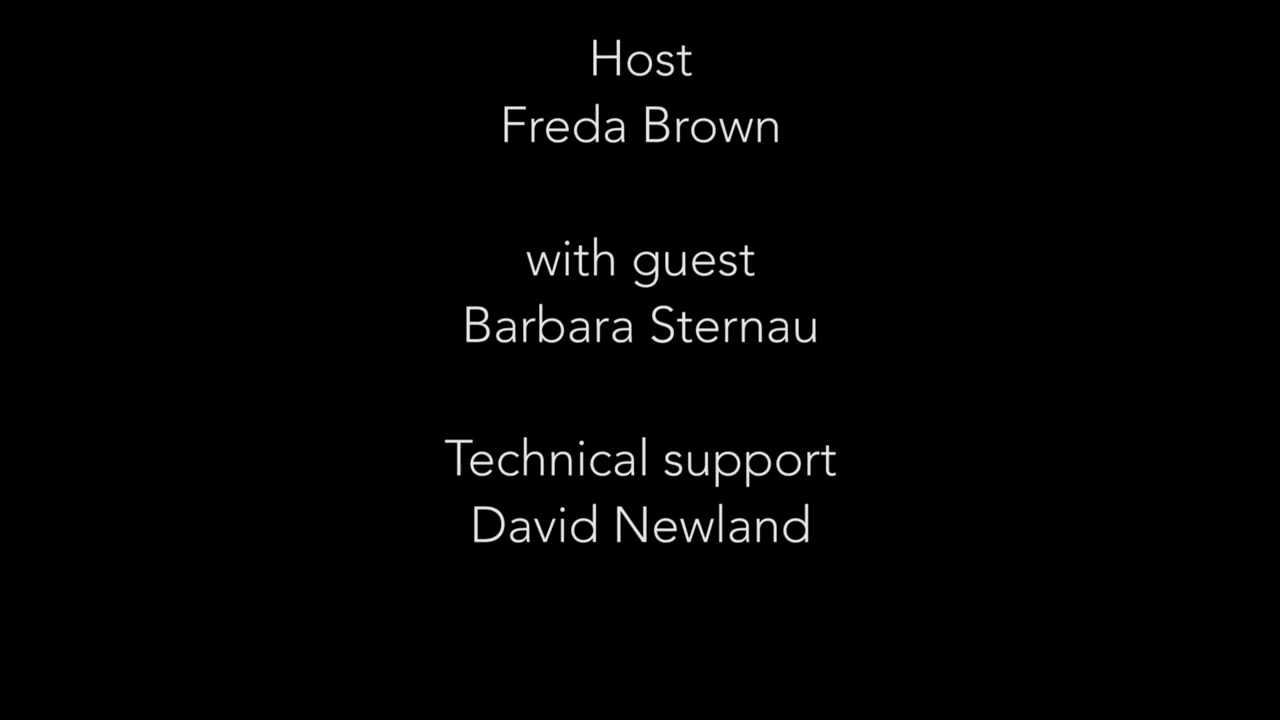 Host
Freda Brown
with guest
Barbara Sternau
Technical support
David Newland